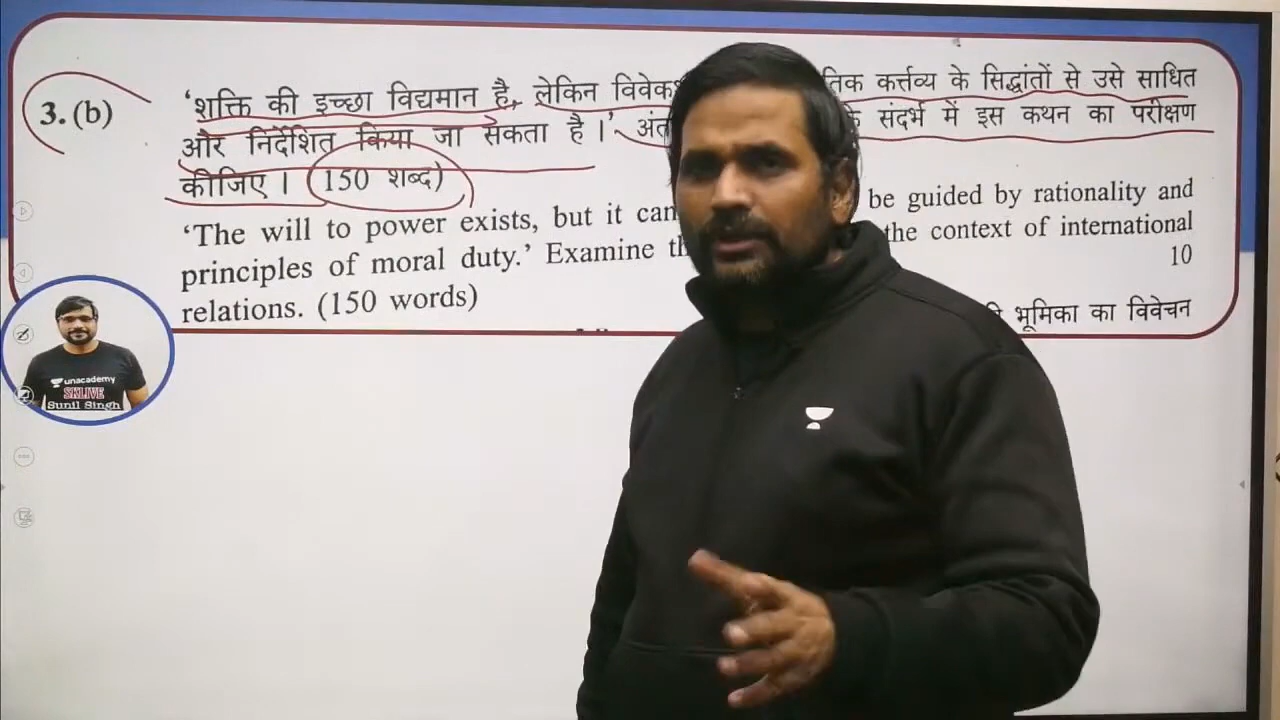 3. (b)
‘शक्ति की इच्छा विद्यमान है, लेकिन कर्त्तव्य के सिद्धांतों से उसे साधित
और निर्देशित किया जा सकता है।’ संदर्भ में इस कथन का परीक्षण
कीजिए। (150 शब्द)
‘The will to power exists, but it can be guided by rationality and
principles of moral duty.’ Examine the context of international
relations. (150 words) 10
भूमिका का विवेचन
unacademy
SKLIVE
Sunil Singh